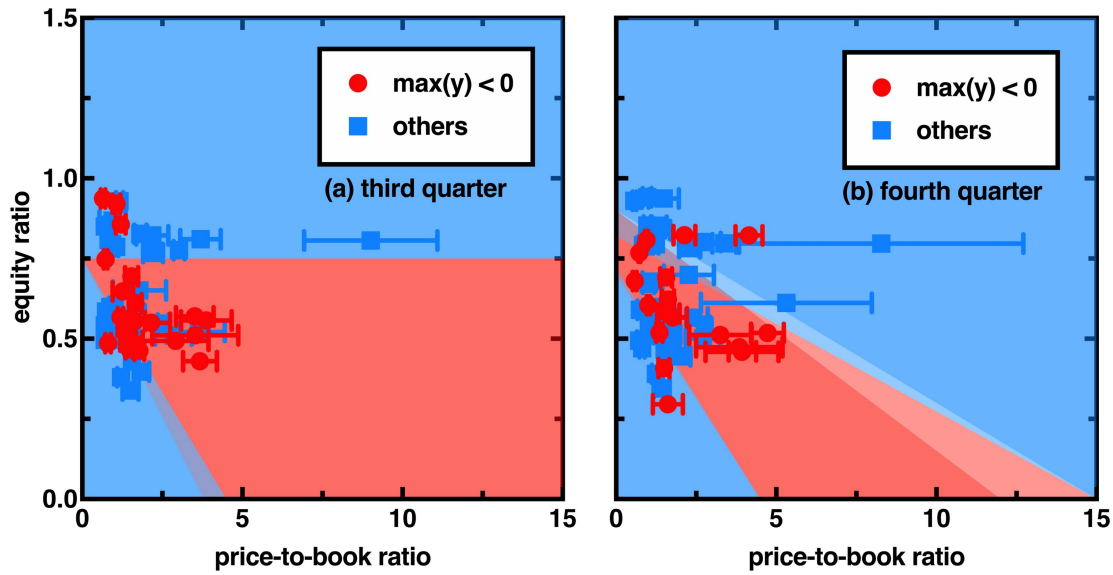 1.5
max(y) < 0
max(y) < 0
others
others
1.0
(a) third quarter
(b) fourth quarter
equity ratio
0.5
0.0
0
5
10
15
0
5
10
15
price-to-book ratio
price-to-book ratio